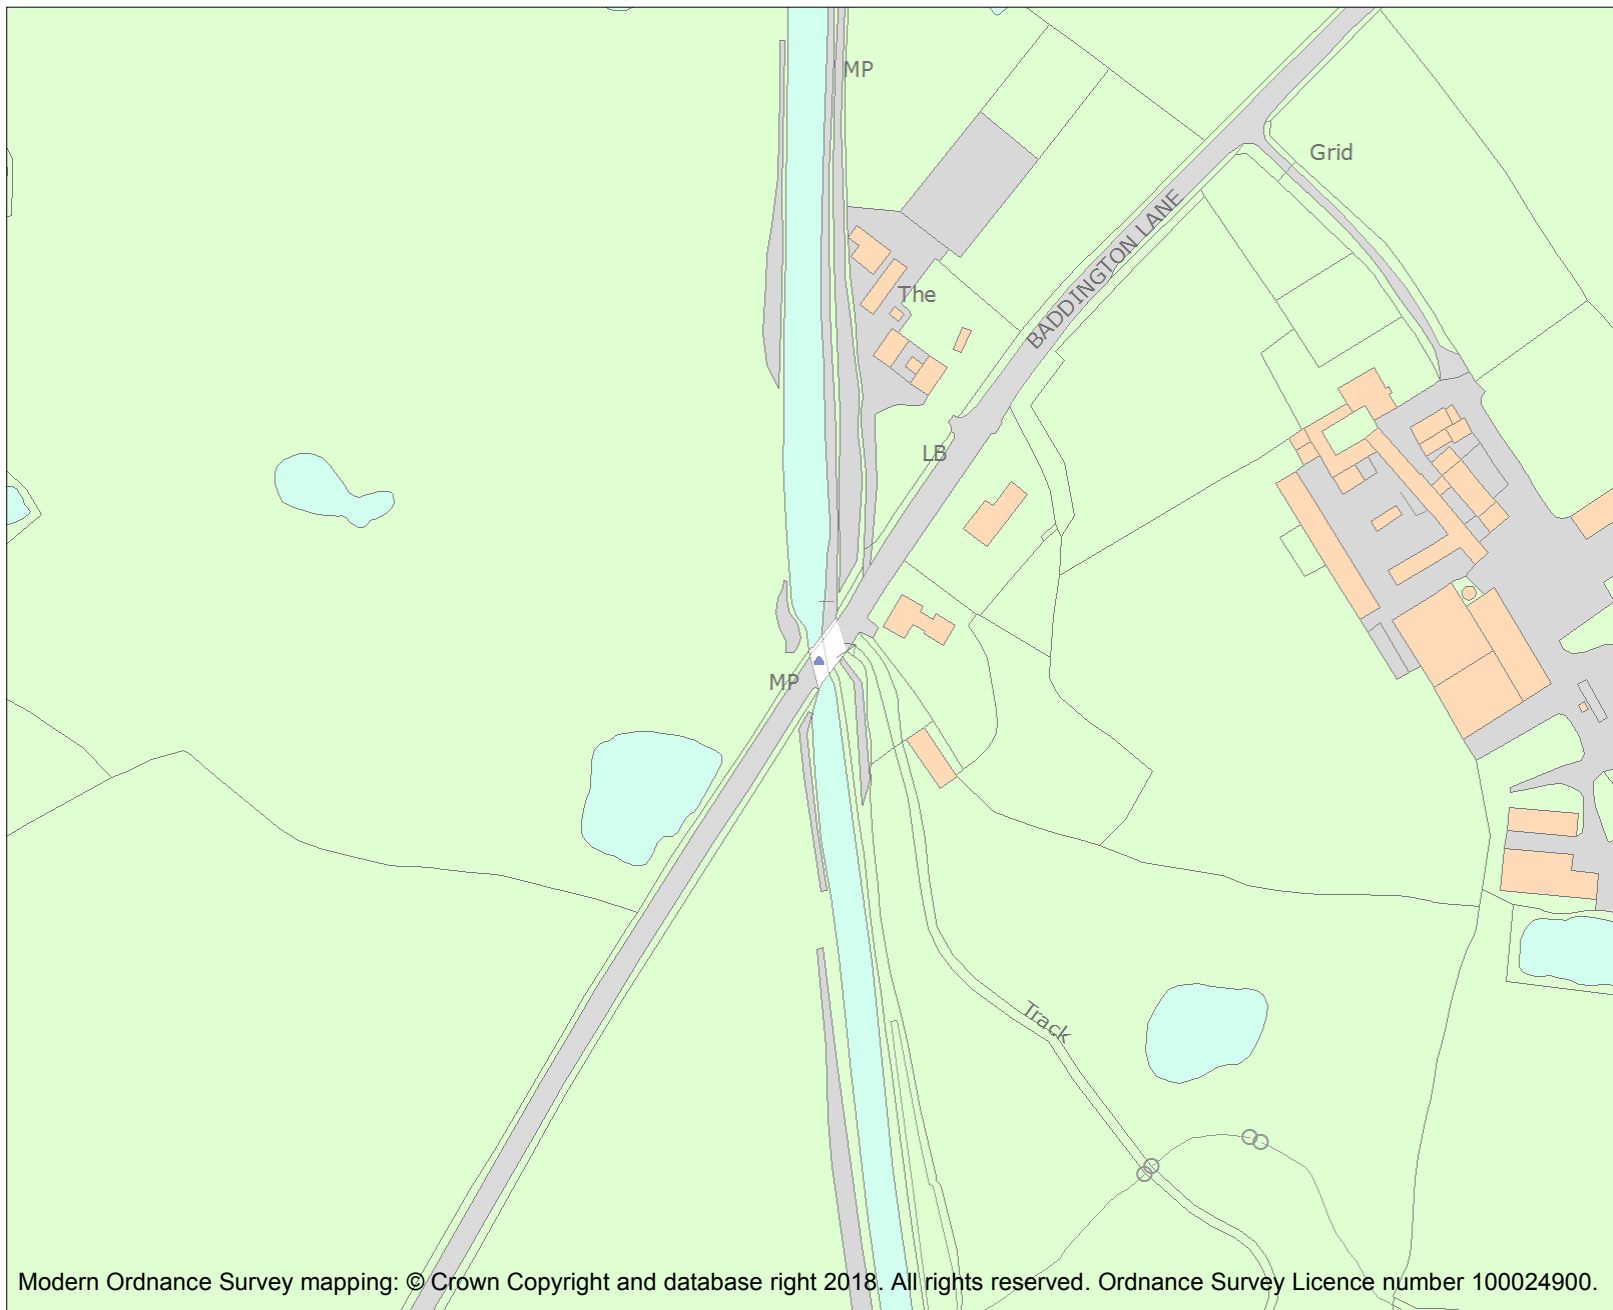 MP
Grid
BADDINGTON LANE
The
LB
MP
Track
Modern Ordnance Survey mapping: © Crown Copyright and database right 2018. All rights reserved. Ordnance Survey Licence number 100024900.